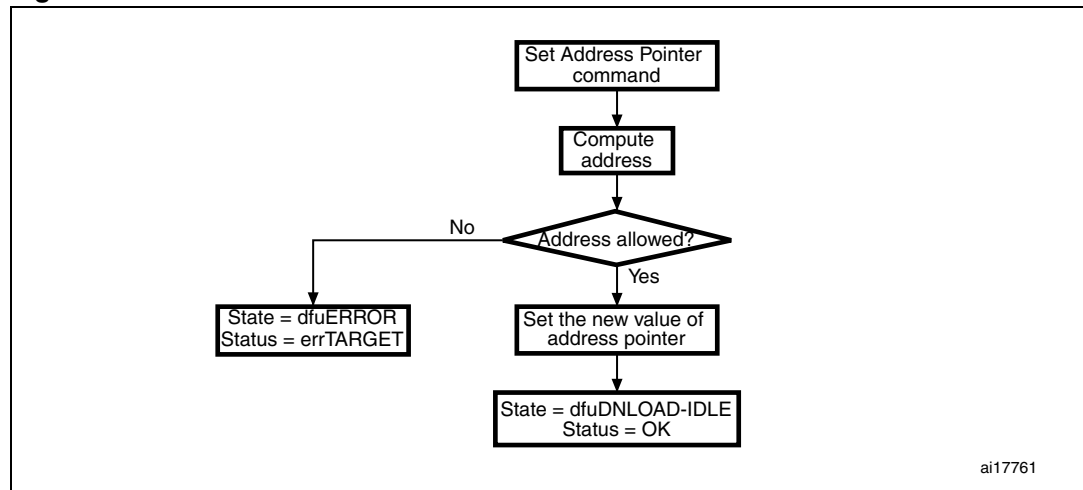 Set Address Pointer
command
Compute
address
No
Address allowed?
Yes
State = dfuERROR
Status = errTARGET
Set the new value of
address pointer
State = dfuDNLOAD-IDLE
Status = OK
ai17761